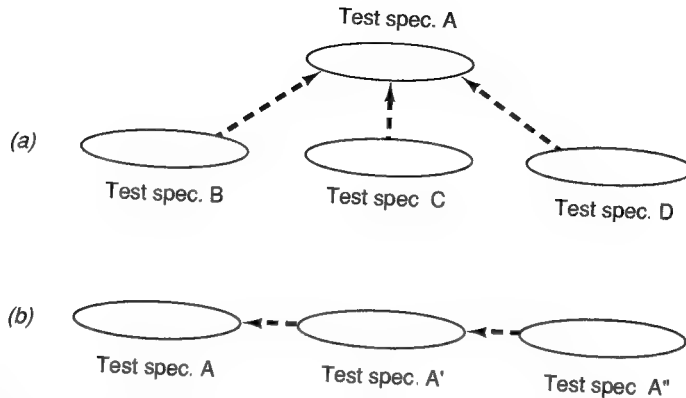 Test spec. A
(a)
Test spec. B
Test spec C
Test spec. D
(b)
Test spec. A
Test spec. A'
Test spec A"